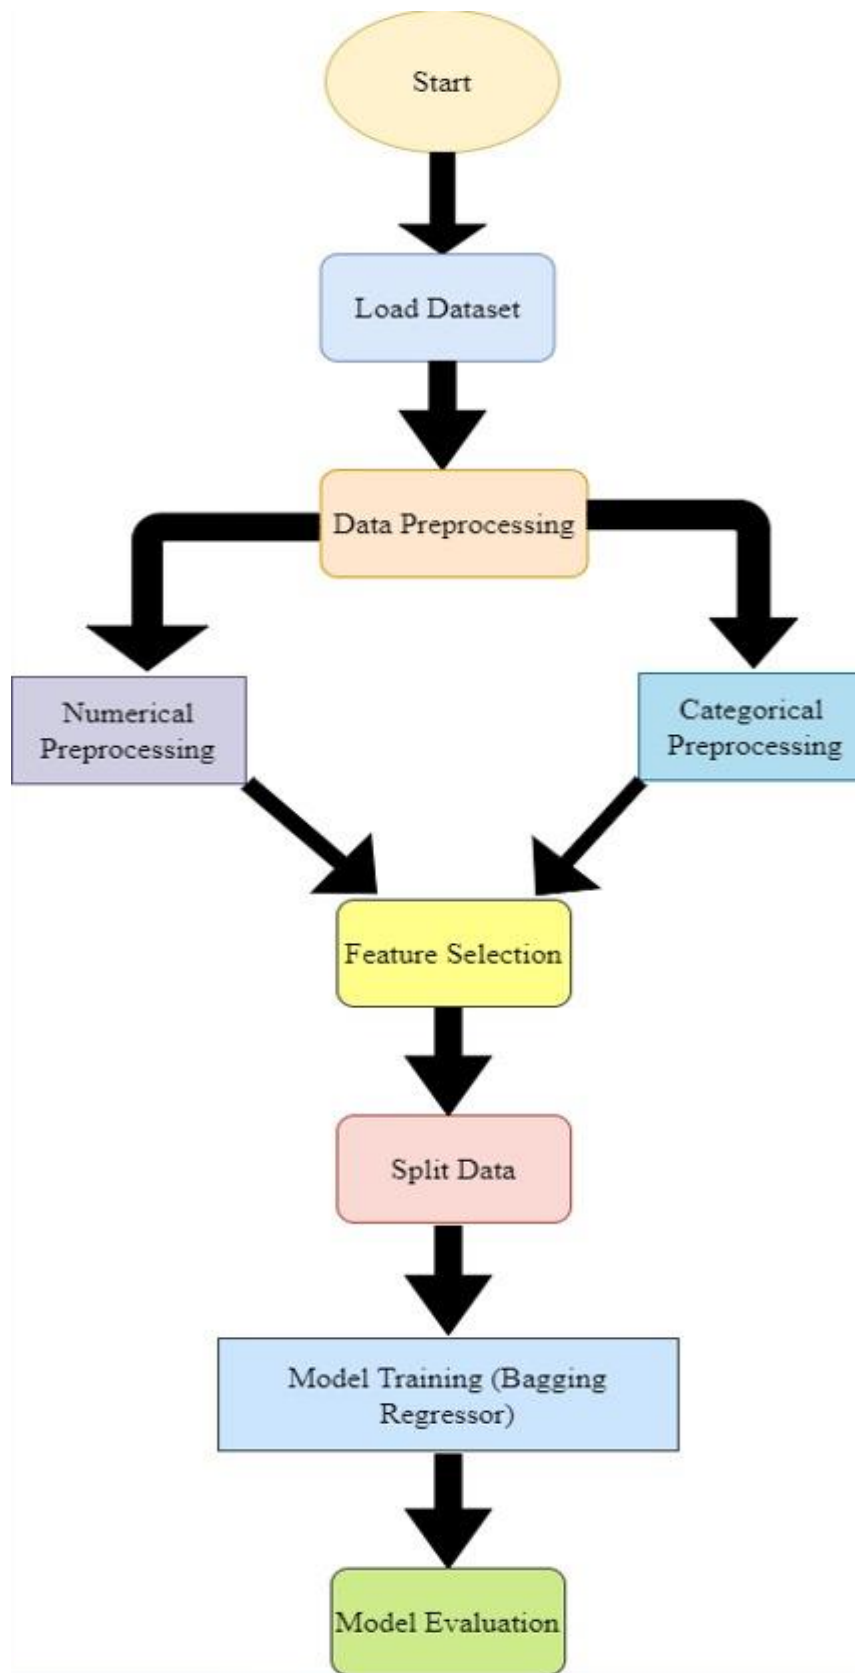 Start
Load Dataset
Data Preprocessing
Numerical
Preprocessing
Categorical
Preprocessing
Feature Selection
Split Data
Model Training (Bagging
Regressor)
Model Evaluation